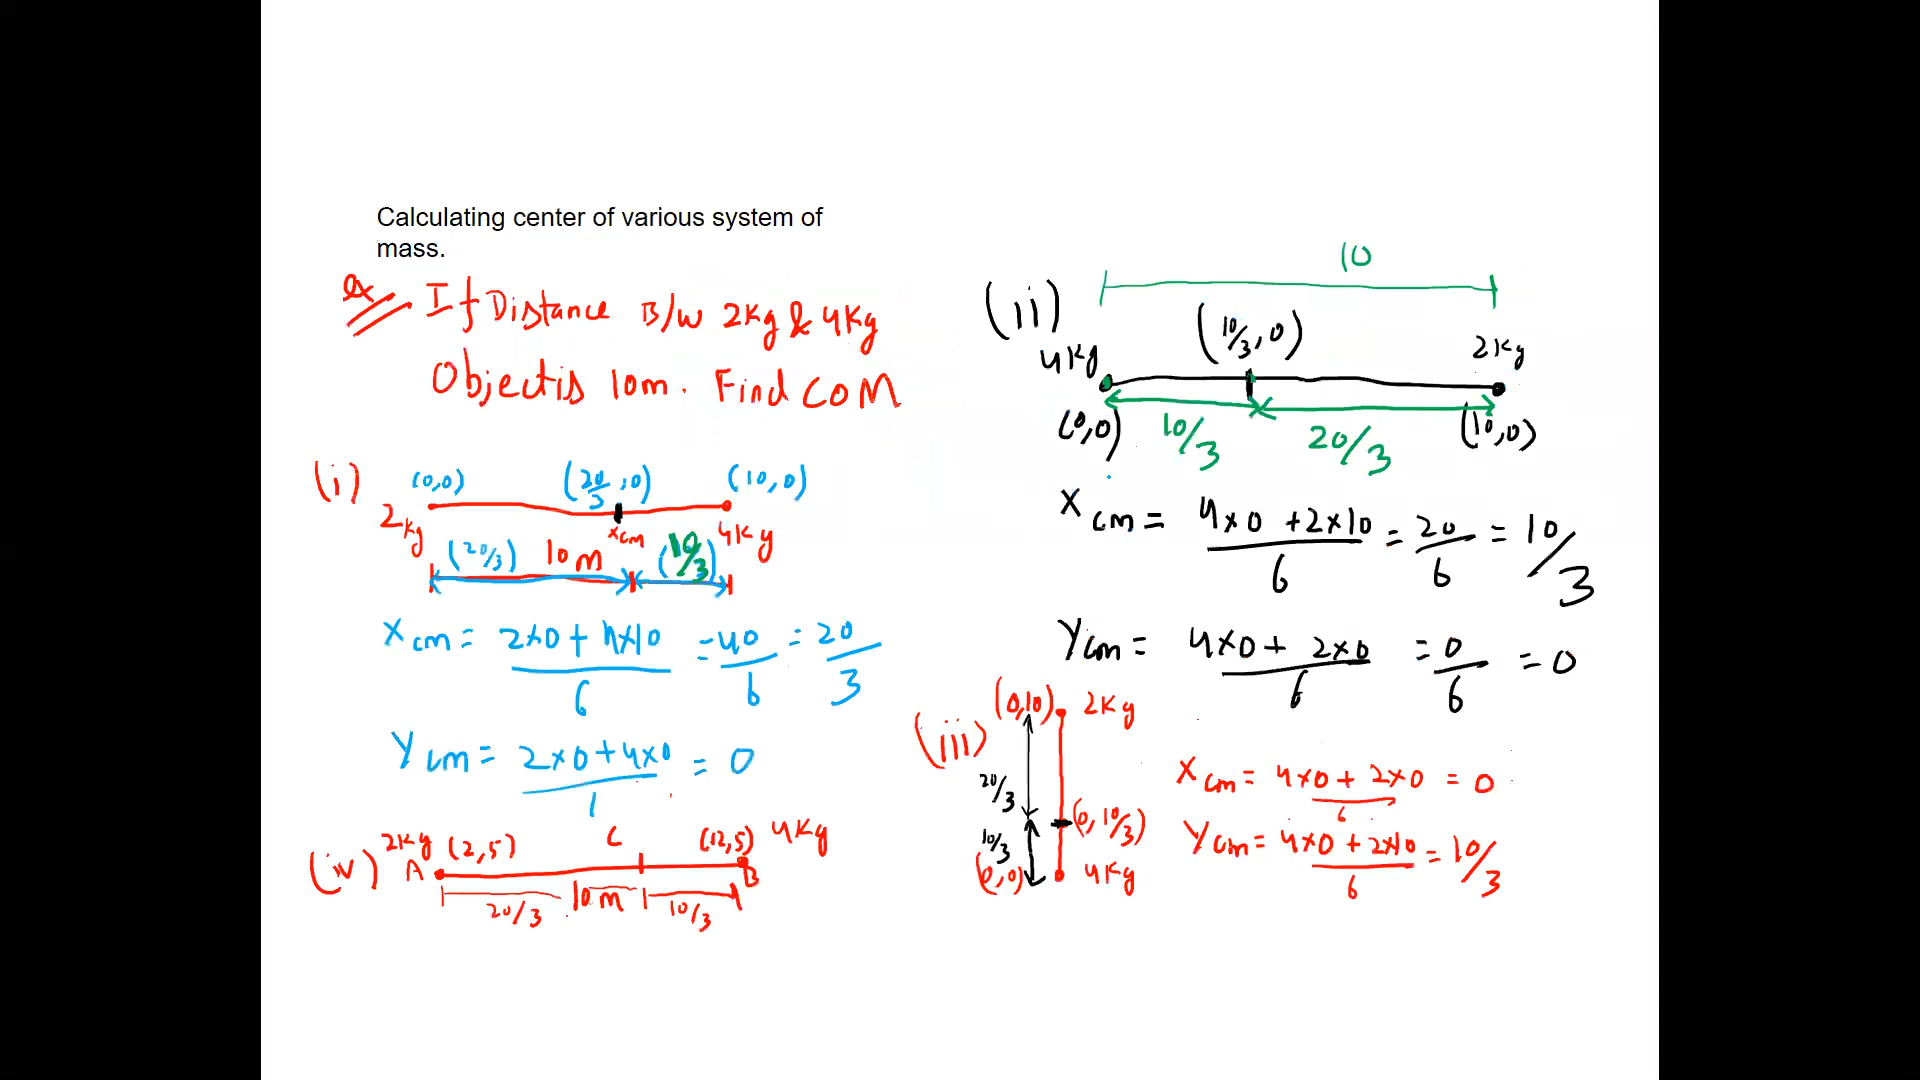 Calculating center of various system of
mass.
Q If Distance B/W 2Kg & 4Kg
Object is 10m. Find COM
(i) (0,0) (20/3, 0) (10,0)
2Kg xcm 4Kg
(20/3) 10m (10/3)
Xcm = 2×0 + 4×10 / 6 = 40/6 = 20/3
Ycm = 2×0 + 4×0 / 1 = 0
(iv) 2Kg A (2,5) C (12,5) 4Kg B
20/3 10m 10/3
10
(ii) (10/3, 0)
4Kg 2Kg
(0,0) 10/3 20/3 (10,0)
Xcm = 4×0 + 2×10 / 6 = 20/6 = 10/3
Ycm = 4×0 + 2×0 / 6 = 0/6 = 0
(iii) (0,10) 2Kg
20/3
(0, 10/3)
10/3
(0,0) 4Kg
Xcm = 4×0 + 2×0 / 6 = 0
Ycm = 4×0 + 2×10 / 6 = 10/3